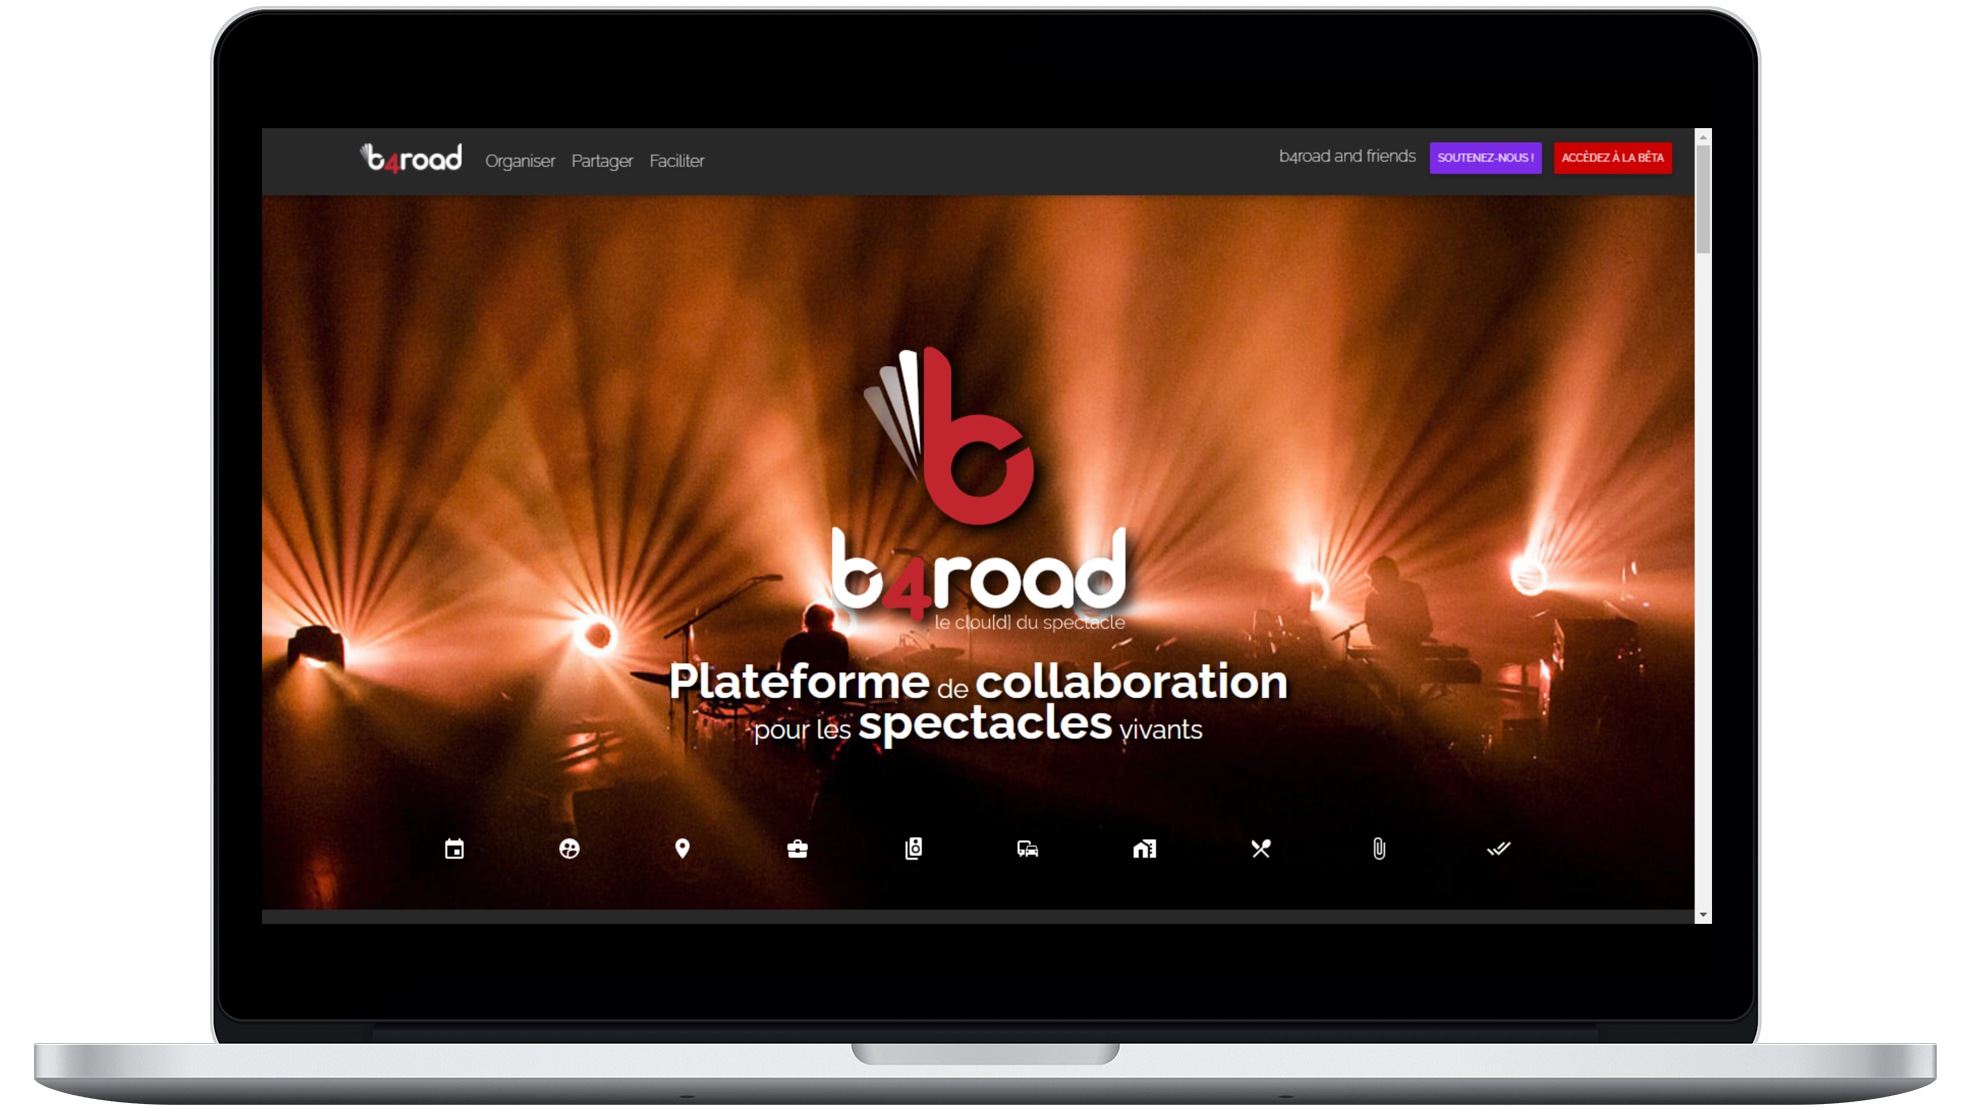 b4road Organiser Partager Faciliter b4road and friends SOUTENEZ-NOUS ! ACCÈDEZ À LA BÊTA
b4road
le clou[d] du spectacle
Plateforme de collaboration
pour les spectacles vivants